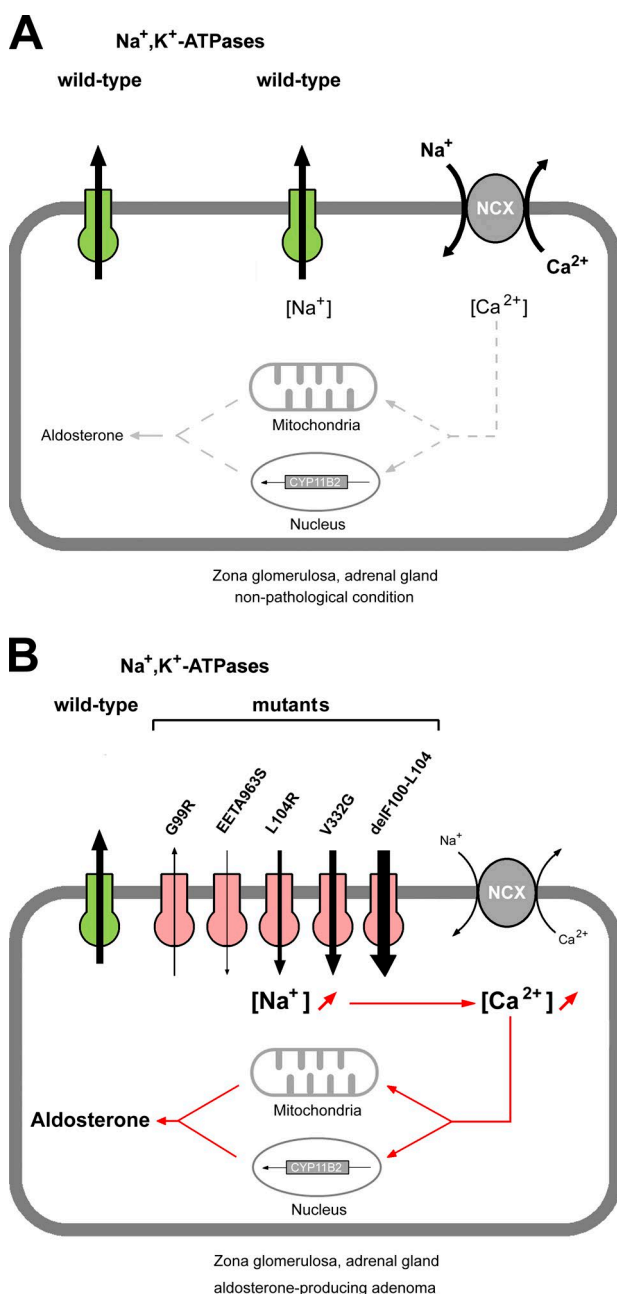 A
Na+,K+-ATPases
wild-type wild-type
Na+
NCX
Ca2+
[Na+] [Ca2+]
Mitochondria
Aldosterone
CYP11B2
Nucleus
Zona glomerulosa, adrenal gland
non-pathological condition
B
Na+,K+-ATPases
wild-type mutants
G99R EETA963S L104R V332G delF100-L104
Na+
NCX
Ca2+
[Na+] [Ca2+]
Mitochondria
Aldosterone
CYP11B2
Nucleus
Zona glomerulosa, adrenal gland
aldosterone-producing adenoma